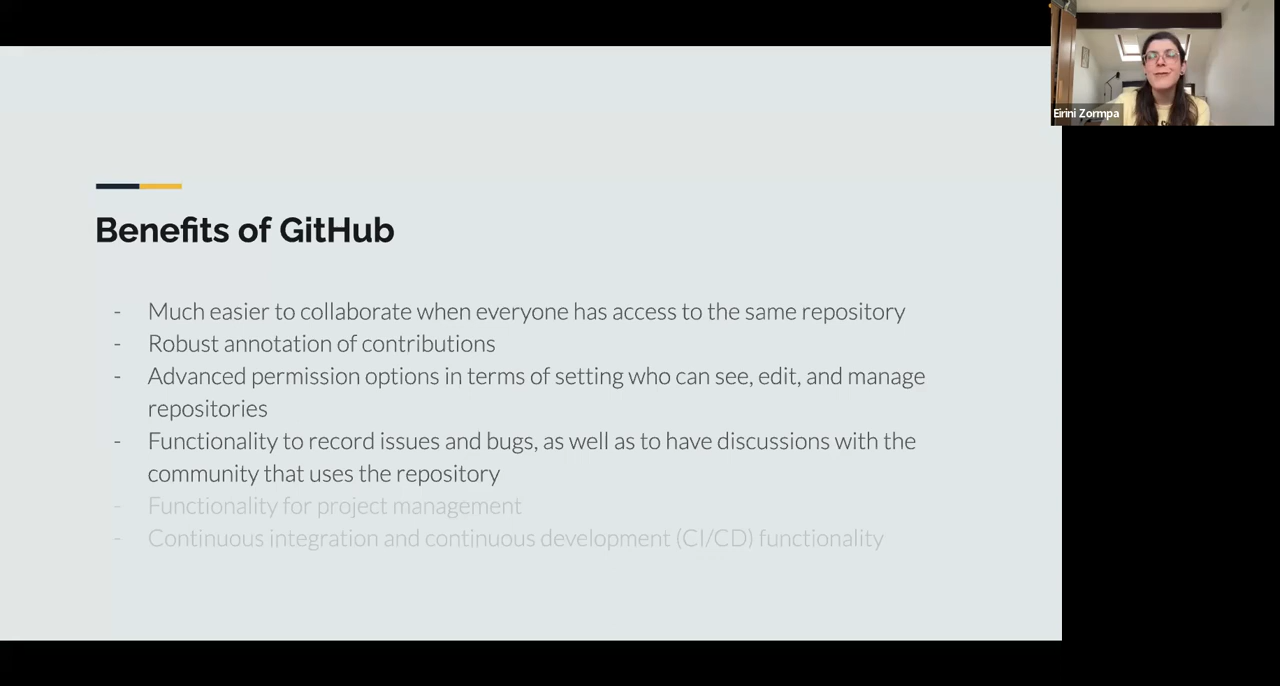 Eirini Zormpa
Benefits of GitHub
- Much easier to collaborate when everyone has access to the same repository
- Robust annotation of contributions
- Advanced permission options in terms of setting who can see, edit, and manage
repositories
- Functionality to record issues and bugs, as well as to have discussions with the
community that uses the repository
- Functionality for project management
- Continuous integration and continuous development (CI/CD) functionality